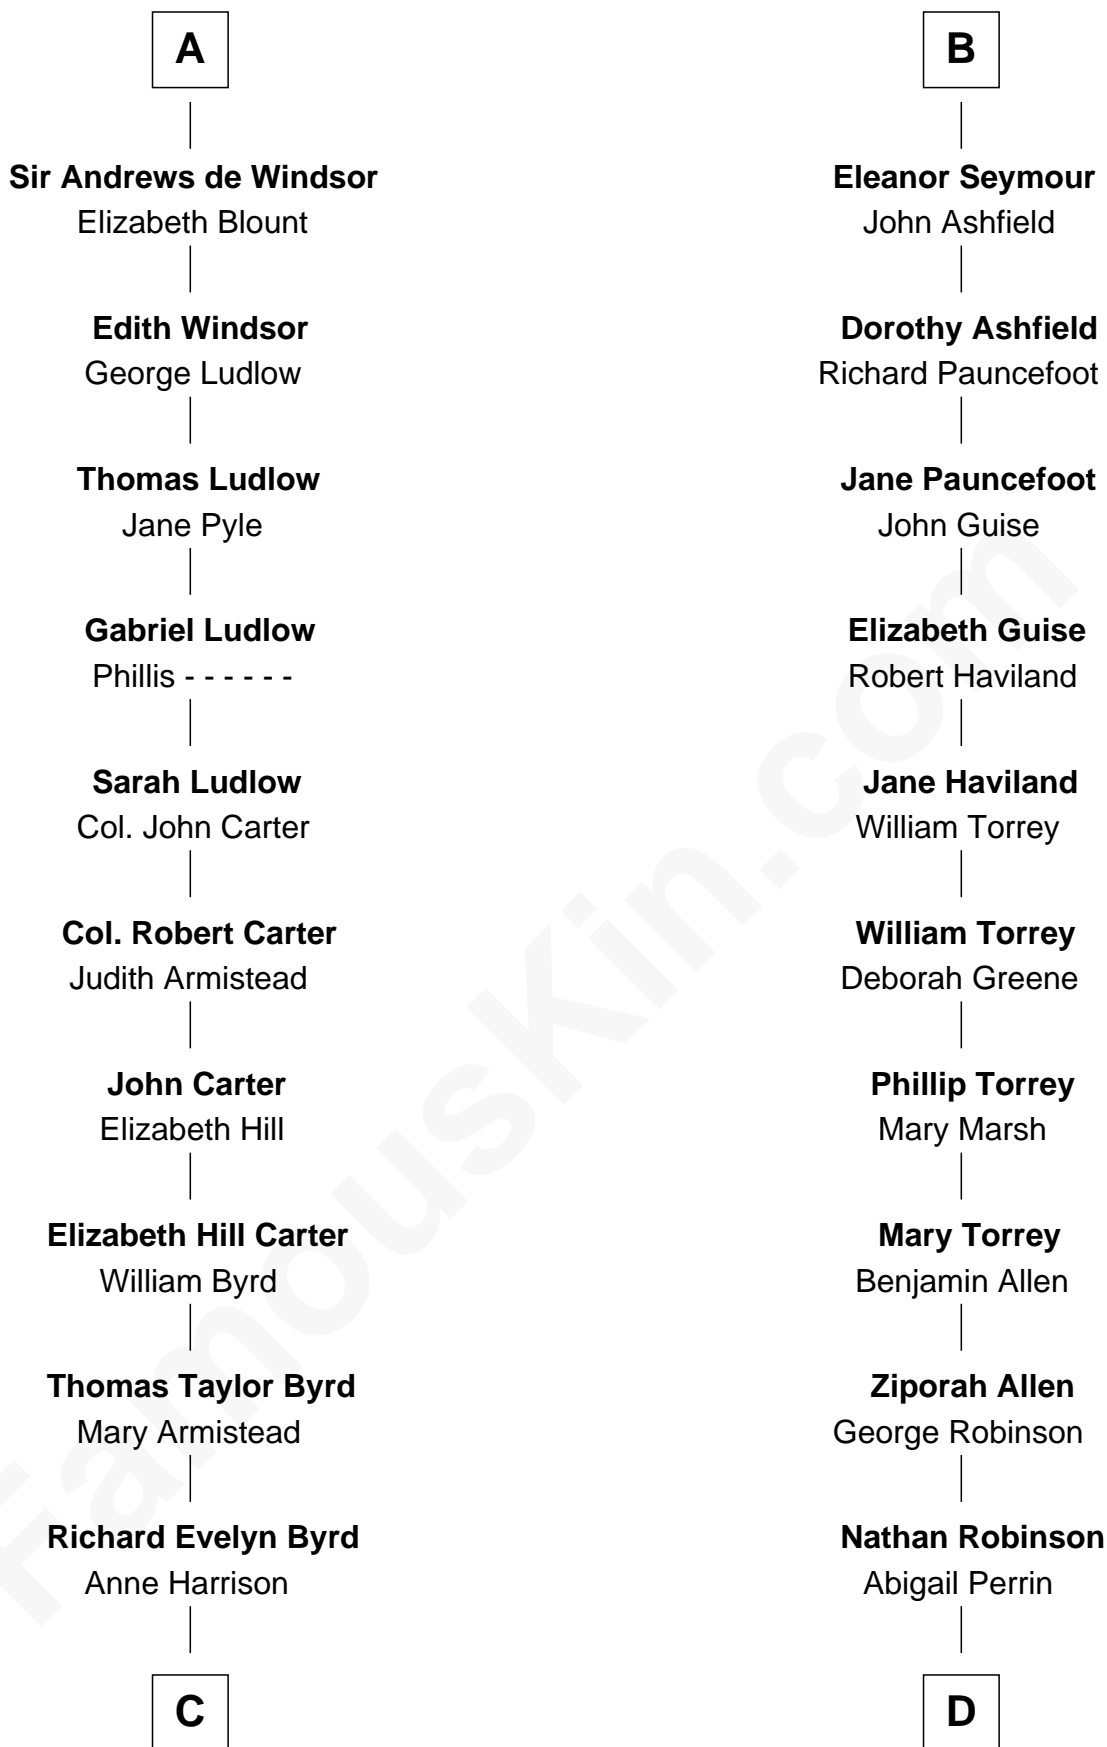 A
Sir Andrews de Windsor
Elizabeth Blount
Edith Windsor
George Ludlow
Thomas Ludlow
Jane Pyle
Gabriel Ludlow
Phillis - - - - - -
Sarah Ludlow
Col. John Carter
Col. Robert Carter
Judith Armistead
John Carter
Elizabeth Hill
Elizabeth Hill Carter
William Byrd
Thomas Taylor Byrd
Mary Armistead
Richard Evelyn Byrd
Anne Harrison
C
B
Eleanor Seymour
John Ashfield
Dorothy Ashfield
Richard Pauncefoot
Jane Pauncefoot
John Guise
Elizabeth Guise
Robert Haviland
Jane Haviland
William Torrey
William Torrey
Deborah Greene
Phillip Torrey
Mary Marsh
Mary Torrey
Benjamin Allen
Ziporah Allen
George Robinson
Nathan Robinson
Abigail Perrin
D
FamousKin.com